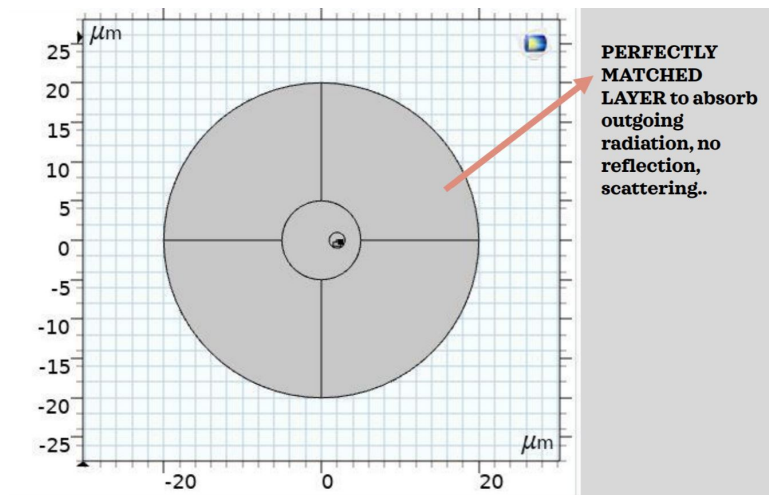 μm
25
20
15
10
5
0
-5
-10
-15
-20
-25
μm
-20
0
20
PERFECTLY
MATCHED
LAYER to absorb
outgoing
radiation, no
reflection,
scattering..